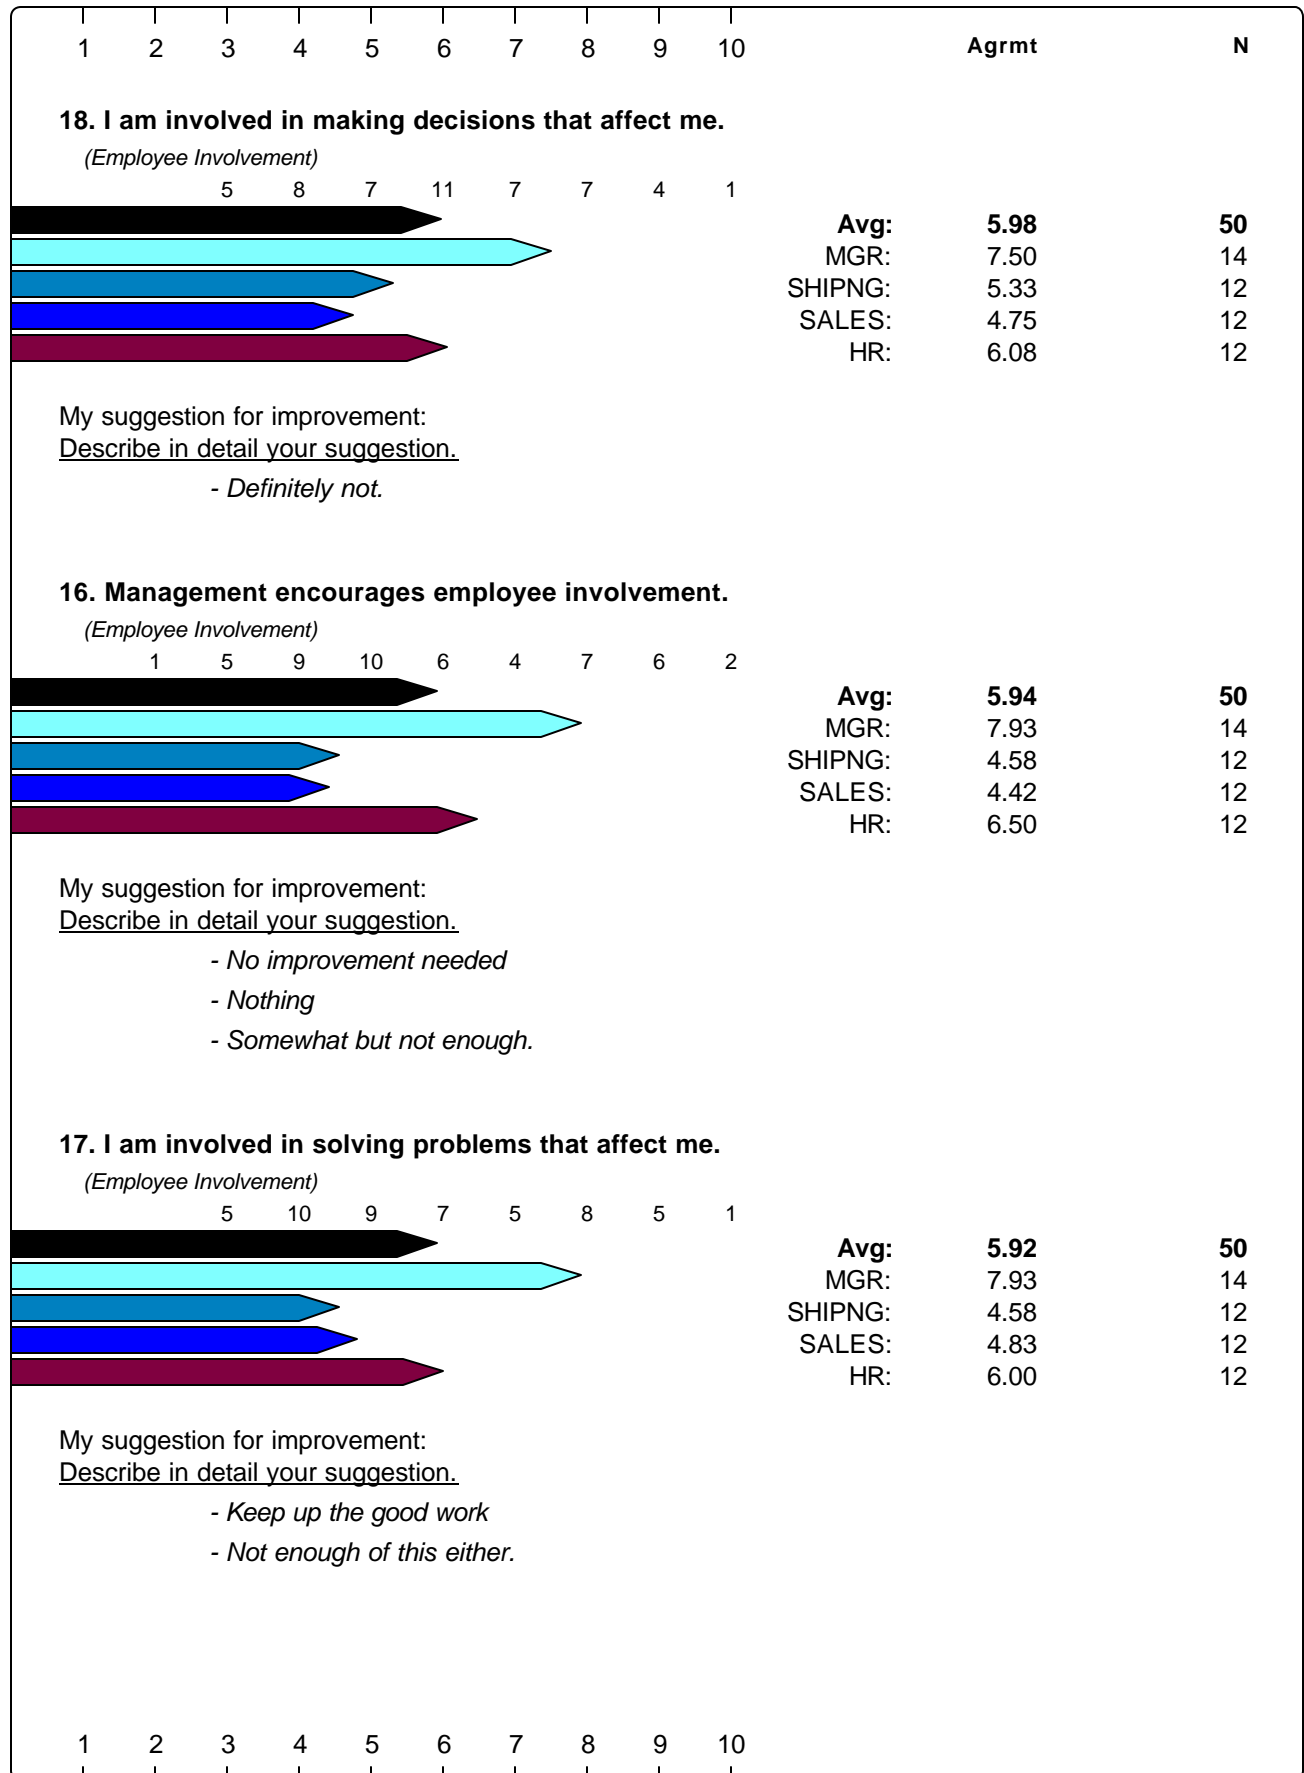 1 2 3 4 5 6 7 8 9 10 Agrmt N
18. I am involved in making decisions that affect me.
(Employee Involvement)
5 8 7 11 7 7 4 1
Avg: 5.98 50
MGR: 7.50 14
SHIPNG: 5.33 12
SALES: 4.75 12
HR: 6.08 12
My suggestion for improvement:
Describe in detail your suggestion.
- Definitely not.
16. Management encourages employee involvement.
(Employee Involvement)
1 5 9 10 6 4 7 6 2
Avg: 5.94 50
MGR: 7.93 14
SHIPNG: 4.58 12
SALES: 4.42 12
HR: 6.50 12
My suggestion for improvement:
Describe in detail your suggestion.
- No improvement needed
- Nothing
- Somewhat but not enough.
17. I am involved in solving problems that affect me.
(Employee Involvement)
5 10 9 7 5 8 5 1
Avg: 5.92 50
MGR: 7.93 14
SHIPNG: 4.58 12
SALES: 4.83 12
HR: 6.00 12
My suggestion for improvement:
Describe in detail your suggestion.
- Keep up the good work
- Not enough of this either.
1 2 3 4 5 6 7 8 9 10